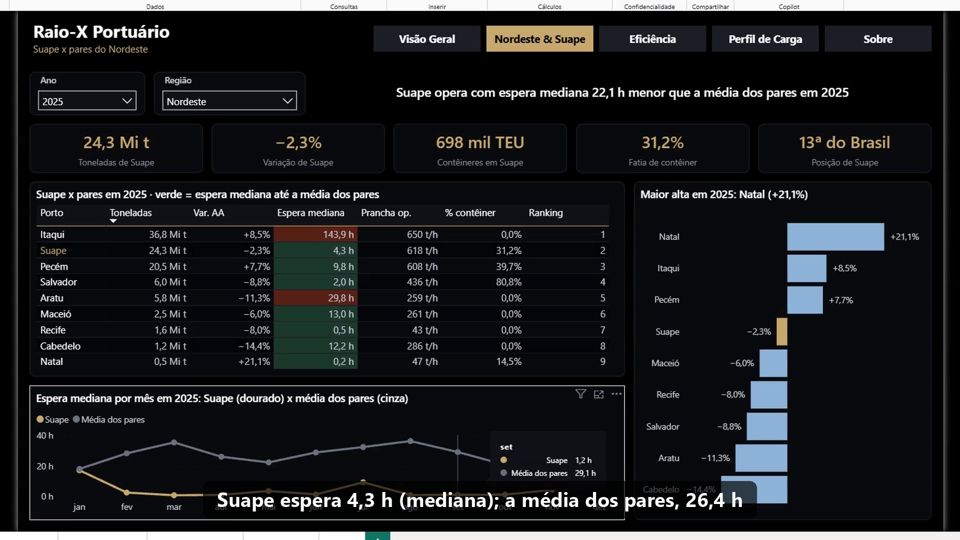 Dados Consultas Inserir Cálculos Confidencialidade Compartilhar Copilot
Raio-X Portuário
Suape x pares do Nordeste
Visão Geral Nordeste & Suape Eficiência Perfil de Carga Sobre
Ano
2025
Região
Nordeste
Suape opera com espera mediana 22,1 h menor que a média dos pares em 2025
24,3 Mi t
Toneladas de Suape
−2,3%
Variação de Suape
698 mil TEU
Contêineres em Suape
31,2%
Fatia de contêiner
13ª do Brasil
Posição de Suape
Suape x pares em 2025 · verde = espera mediana até a média dos pares
Porto Toneladas Var. AA Espera mediana Prancha op. % contêiner Ranking
Itaqui 36,8 Mi t +8,5% 143,9 h 650 t/h 0,0% 1
Suape 24,3 Mi t −2,3% 4,3 h 618 t/h 31,2% 2
Pecém 20,5 Mi t +7,7% 9,8 h 608 t/h 39,7% 3
Salvador 6,0 Mi t −8,8% 2,0 h 436 t/h 80,8% 4
Aratu 5,8 Mi t −11,3% 29,8 h 259 t/h 0,0% 5
Maceió 2,5 Mi t −6,0% 13,0 h 261 t/h 0,0% 6
Recife 1,6 Mi t −8,0% 0,5 h 43 t/h 0,0% 7
Cabedelo 1,2 Mi t −14,4% 12,2 h 286 t/h 0,0% 8
Natal 0,5 Mi t +21,1% 0,2 h 47 t/h 14,5% 9
Maior alta em 2025: Natal (+21,1%)
Natal +21,1%
Itaqui +8,5%
Pecém +7,7%
Suape −2,3%
Maceió −6,0%
Recife −8,0%
Salvador −8,8%
Aratu −11,3%
Cabedelo −14,4%
Espera mediana por mês em 2025: Suape (dourado) x média dos pares (cinza)
Suape Média dos pares
40 h
20 h
0 h
jan fev mar
set
Suape 1,2 h
Média dos pares 29,1 h
Suape espera 4,3 h (mediana); a média dos pares, 26,4 h